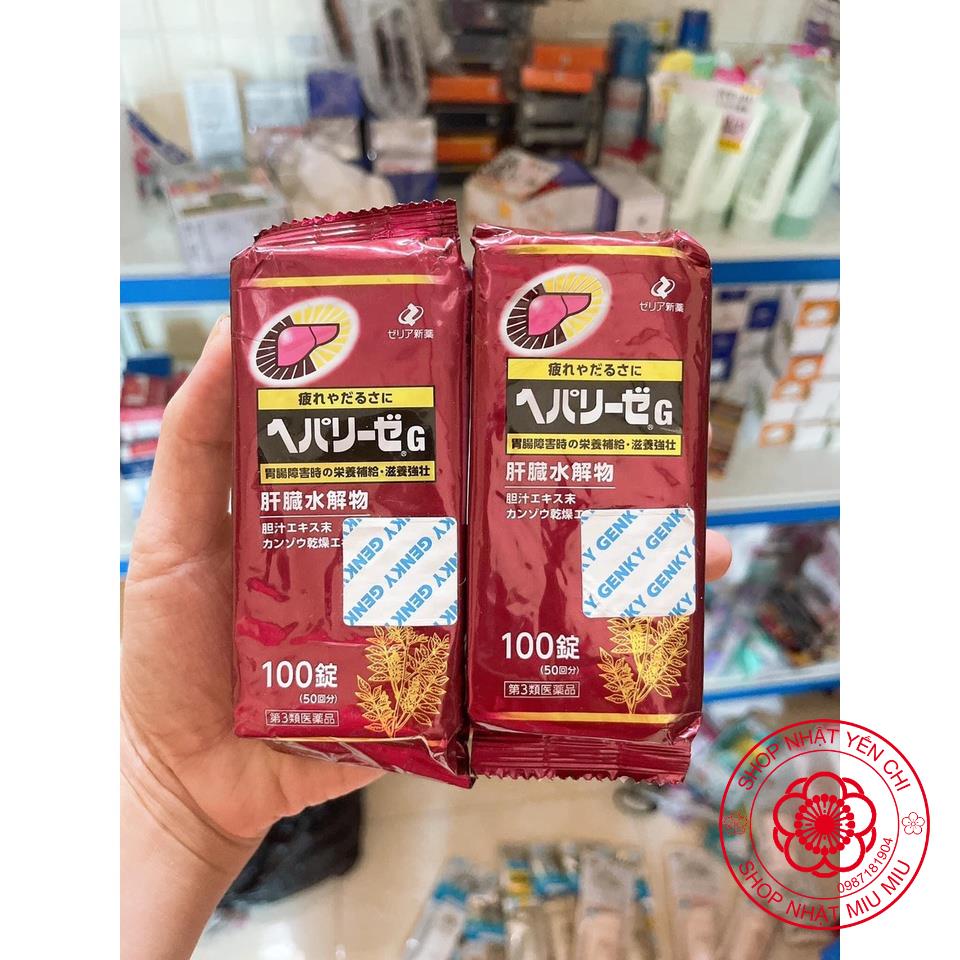 ゼリア新薬
疲れやだるさに
ヘパリーゼG
胃腸障害時の栄養補給・滋養強壮
肝臓水解物
胆汁エキス末
カンゾウ乾燥エ
GENKY GENKY
GENKY GENKY
100錠
(50回分)
第3類医薬品
ゼリア新薬
疲れやだるさに
ヘパリーゼG
胃腸障害時の栄養補給・滋養強壮
肝臓水解物
胆汁エキス末
カンゾウ乾燥エ
GENKY GENKY
GENKY GENKY
100錠
(50回分)
第3類医薬品
SHOP NHẬT YẾN CHI
0987181904
SHOP NHẬT MIU MIU